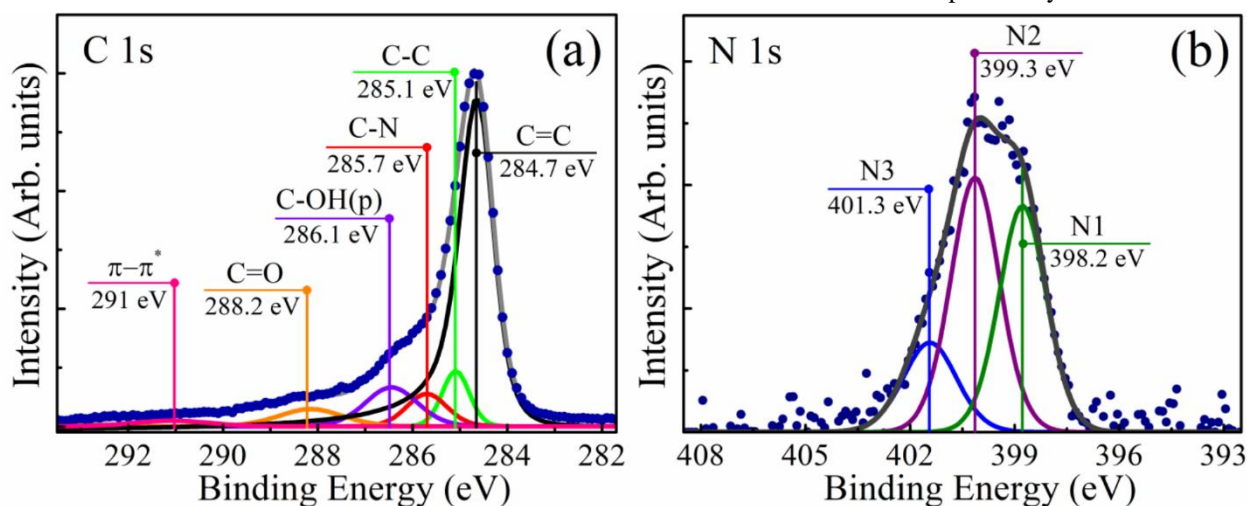 C 1s
(a)
C-C
285.1 eV
C-N
285.7 eV
C=C
284.7 eV
C-OH(p)
286.1 eV
π–π*
291 eV
C=O
288.2 eV
Intensity (Arb. units)
292 290 288 286 284 282
Binding Energy (eV)
N 1s
(b)
N2
399.3 eV
N3
401.3 eV
N1
398.2 eV
Intensity (Arb. units)
408 405 402 399 396 393
Binding Energy (eV)